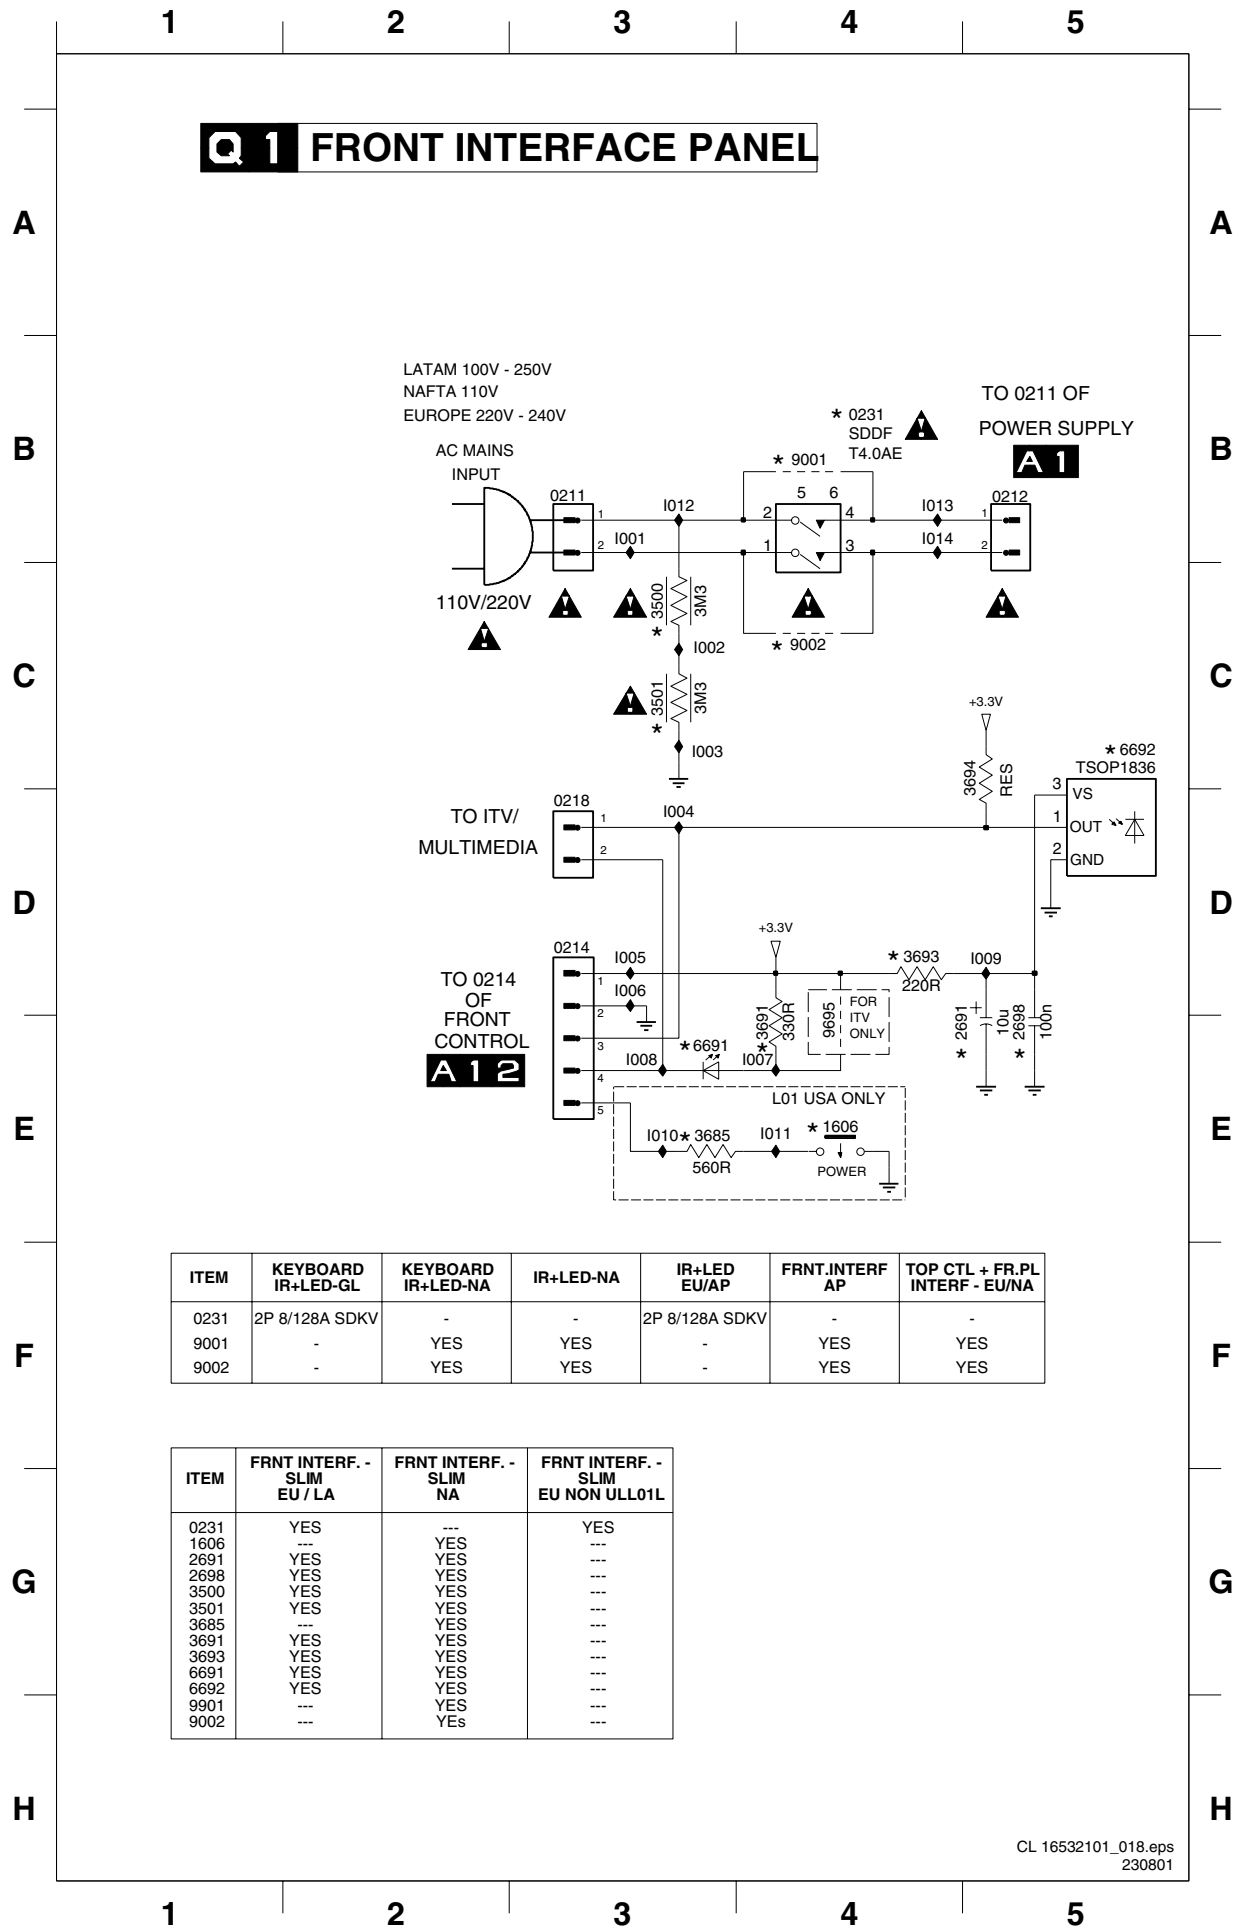 1 2 3 4 5
Q 1 FRONT INTERFACE PANEL
A A
LATAM 100V - 250V
NAFTA 110V
EUROPE 220V - 240V
AC MAINS
INPUT
110V/220V
* 0231
SDDF
T4.0AE
TO 0211 OF
POWER SUPPLY
A 1
B B
* 9001
0211
1
2
I012
I001
5 6
2 4
1 3
I013
I014
0212
1
2
* 3500
3M3
I002
* 9002
* 3501
3M3
I003
C C
+3.3V
3694
RES
* 6692
TSOP1836
3 VS
1 OUT
2 GND
TO ITV/
MULTIMEDIA
0218
1
2
I004
D D
TO 0214
OF
FRONT
CONTROL
A 1 2
0214
1
2
3
4
5
I005
I006
+3.3V
* 3691
330R
9695
FOR
ITV
ONLY
* 3693
220R
I009
* 2691
+
10u
* 2698
100n
I008
* 6691
I007
L01 USA ONLY
I010
* 3685
560R
I011
* 1606
POWER
E E
ITEM KEYBOARD IR+LED-GL KEYBOARD IR+LED-NA IR+LED-NA IR+LED EU/AP FRNT.INTERF AP TOP CTL + FR.PL INTERF - EU/NA
0231 2P 8/128A SDKV - - 2P 8/128A SDKV - -
9001 - YES YES - YES YES
9002 - YES YES - YES YES
F F
ITEM FRNT INTERF. - SLIM EU / LA FRNT INTERF. - SLIM NA FRNT INTERF. - SLIM EU NON ULL01L
0231 YES --- YES
1606 --- YES ---
2691 YES YES ---
2698 YES YES ---
3500 YES YES ---
3501 YES YES ---
3685 --- YES ---
3691 YES YES ---
3693 YES YES ---
6691 YES YES ---
6692 YES YES ---
9901 --- YES ---
9002 --- YEs ---
G G
H H
CL 16532101_018.eps
230801
1 2 3 4 5